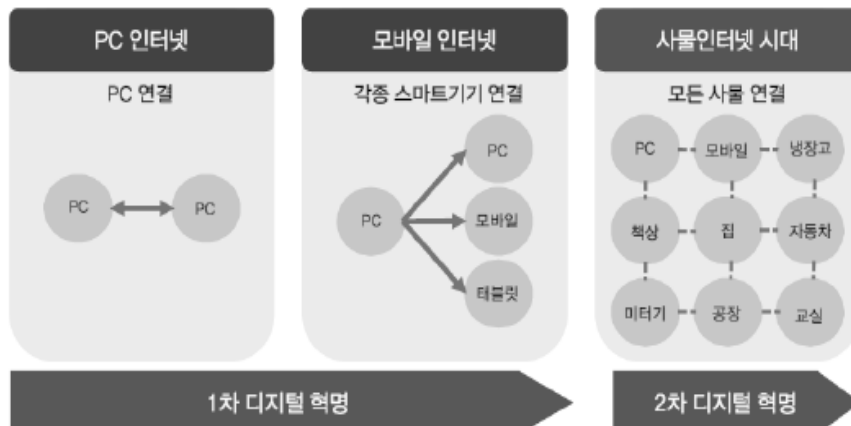 PC 인터넷
PC 연결
PC
PC
모바일 인터넷
각종 스마트기기 연결
PC
PC
모바일
태블릿
사물인터넷 시대
모든 사물 연결
PC
모바일
냉장고
책상
집
자동차
미터기
공장
교실
1차 디지털 혁명
2차 디지털 혁명